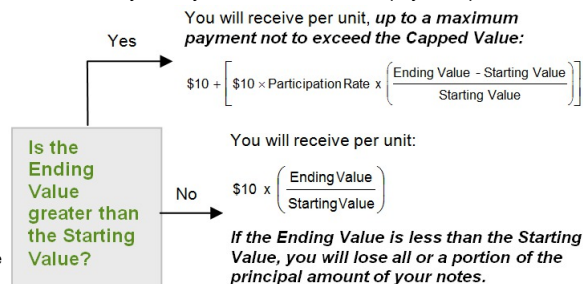 You will receive per unit, up to a maximum
payment not to exceed the Capped Value:
Yes
$10 + [ $10 × Participation Rate x ( Ending Value - Starting Value / Starting Value ) ]
Is the
Ending
Value
greater than
the Starting
Value?
No
You will receive per unit:
$10 x ( Ending Value / Starting Value )
If the Ending Value is less than the Starting
Value, you will lose all or a portion of the
principal amount of your notes.